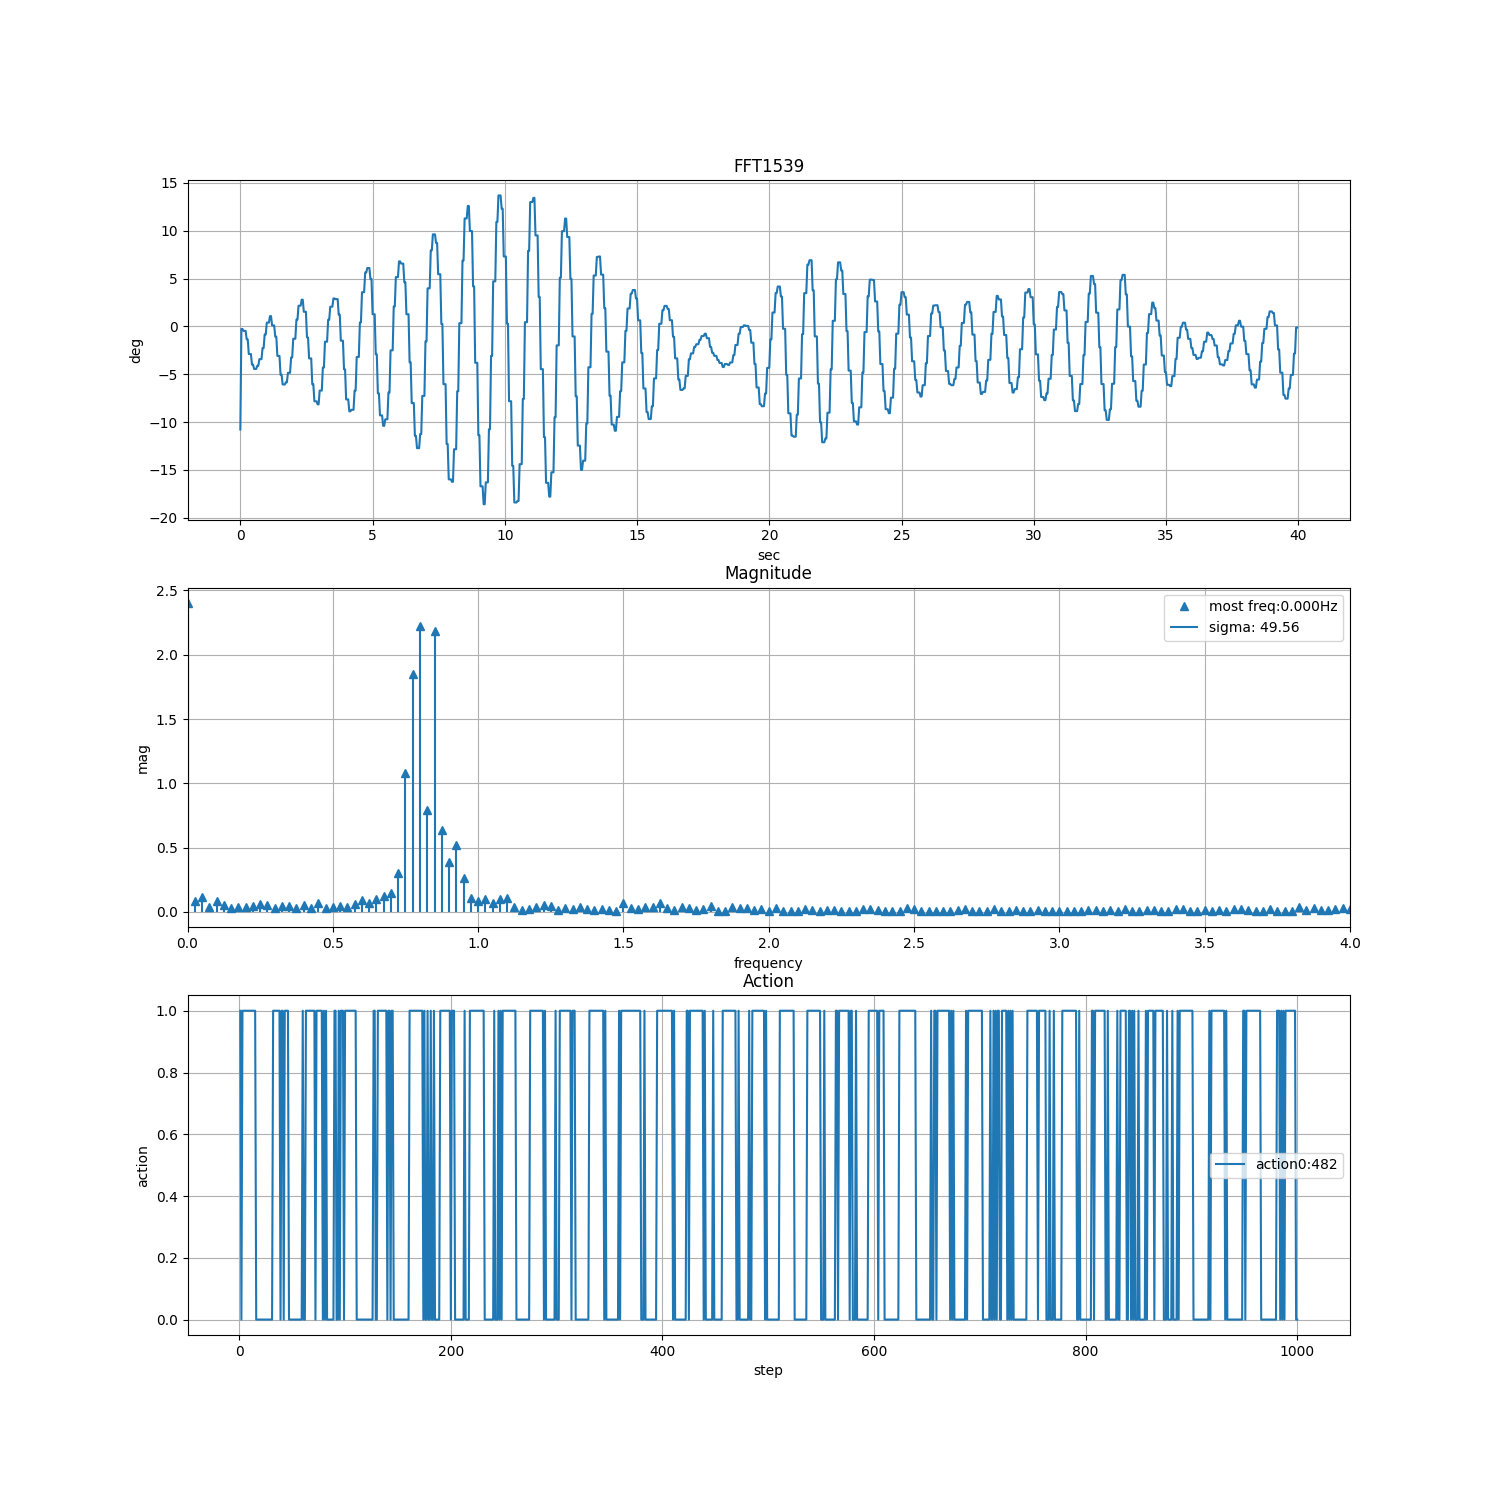 FFT1539
15
10
5
0
−5
−10
−15
−20
deg
0 5 10 15 20 25 30 35 40
sec
Magnitude
2.5
2.0
1.5
1.0
0.5
0.0
mag
most freq:0.000Hz
sigma: 49.56
0.0 0.5 1.0 1.5 2.0 2.5 3.0 3.5 4.0
frequency
Action
1.0
0.8
0.6
0.4
0.2
0.0
action
action0:482
0 200 400 600 800 1000
step